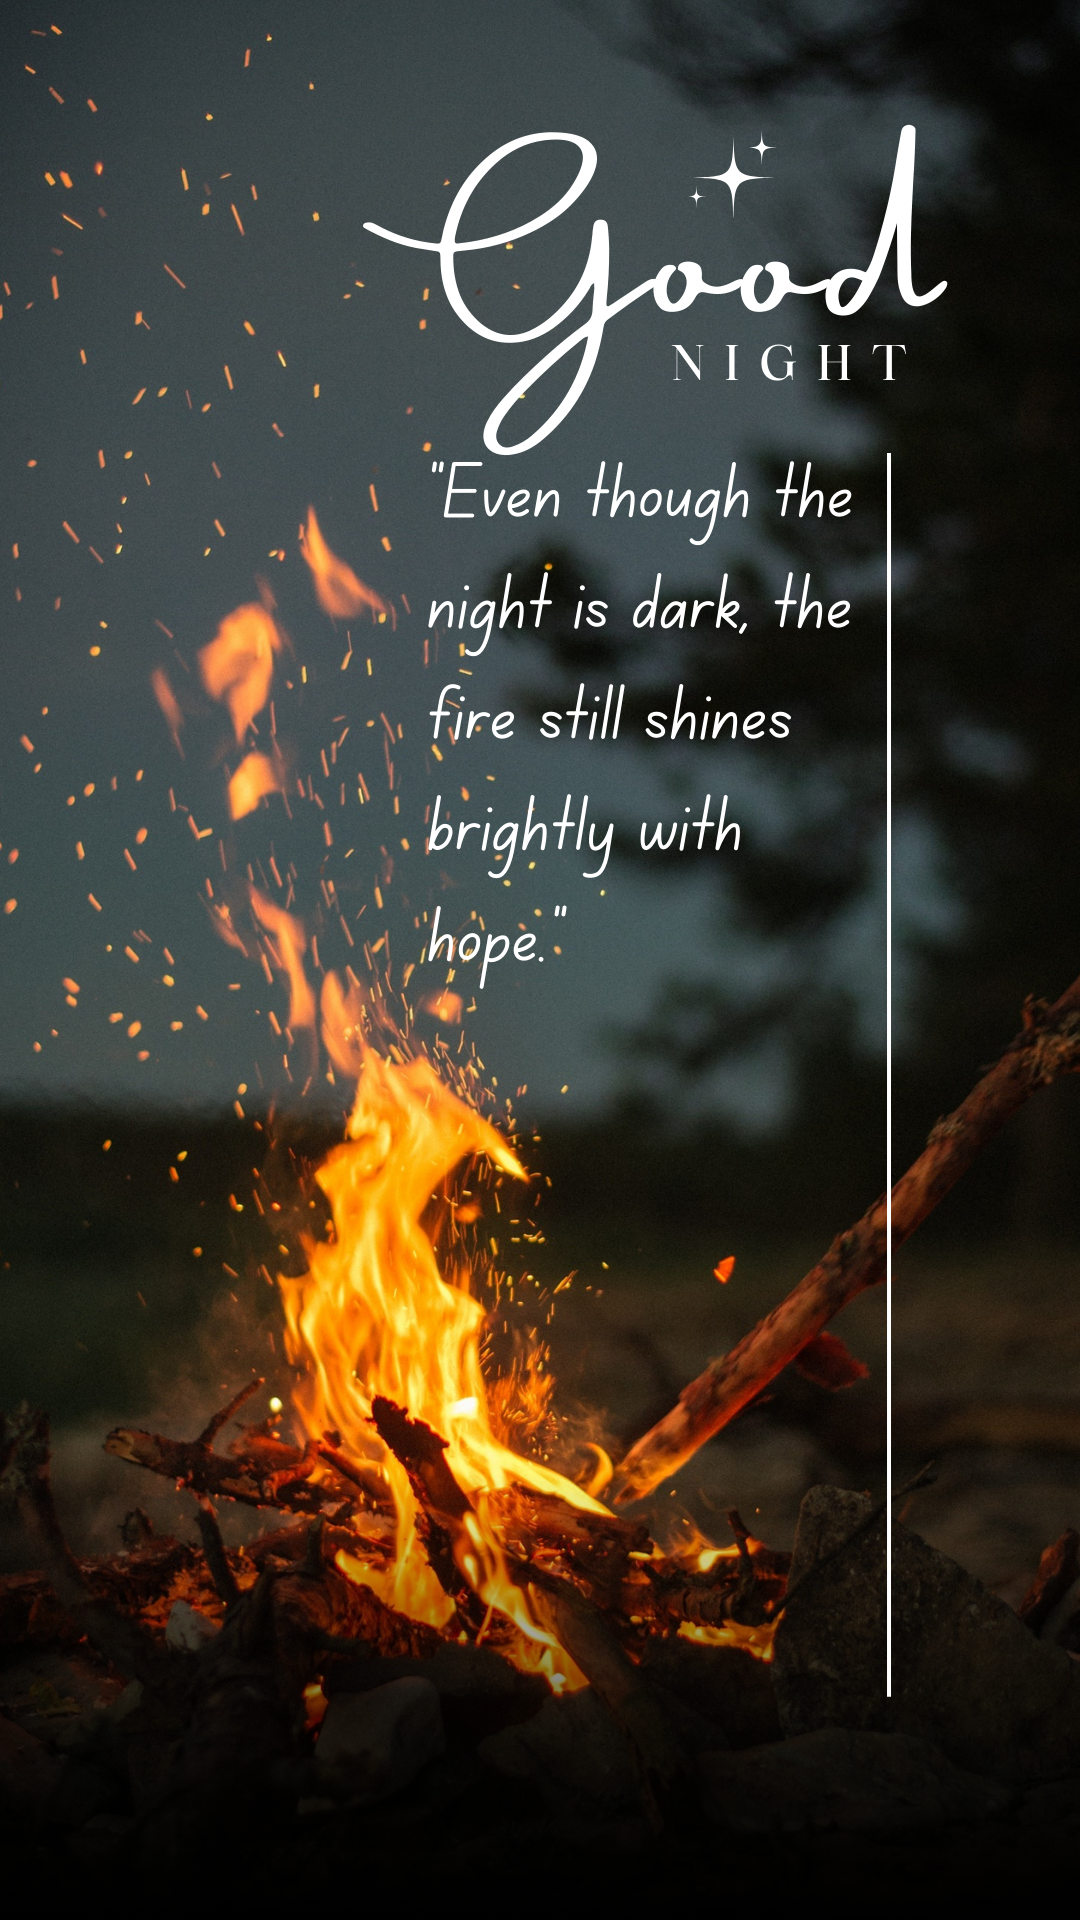 Good
NIGHT
"Even though the
night is dark, the
fire still shines
brightly with
hope."